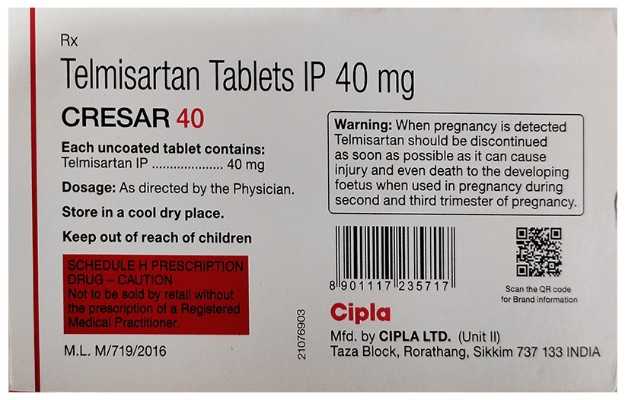 Rx
Telmisartan Tablets IP 40 mg
CRESAR 40
Each uncoated tablet contains:
Telmisartan IP .................... 40 mg
Dosage: As directed by the Physician.
Store in a cool dry place.
Keep out of reach of children
SCHEDULE H PRESCRIPTION
DRUG – CAUTION
Not to be sold by retail without
the prescription of a Registered
Medical Practitioner.
M.L. M/719/2016
Warning: When pregnancy is detected
Telmisartan should be discontinued
as soon as possible as it can cause
injury and even death to the developing
foetus when used in pregnancy during
second and third trimester of pregnancy.
8 901117 235717
Scan the QR code
for Brand information
21076903
Cipla
Mfd. by CIPLA LTD. (Unit II)
Taza Block, Rorathang, Sikkim 737 133 INDIA